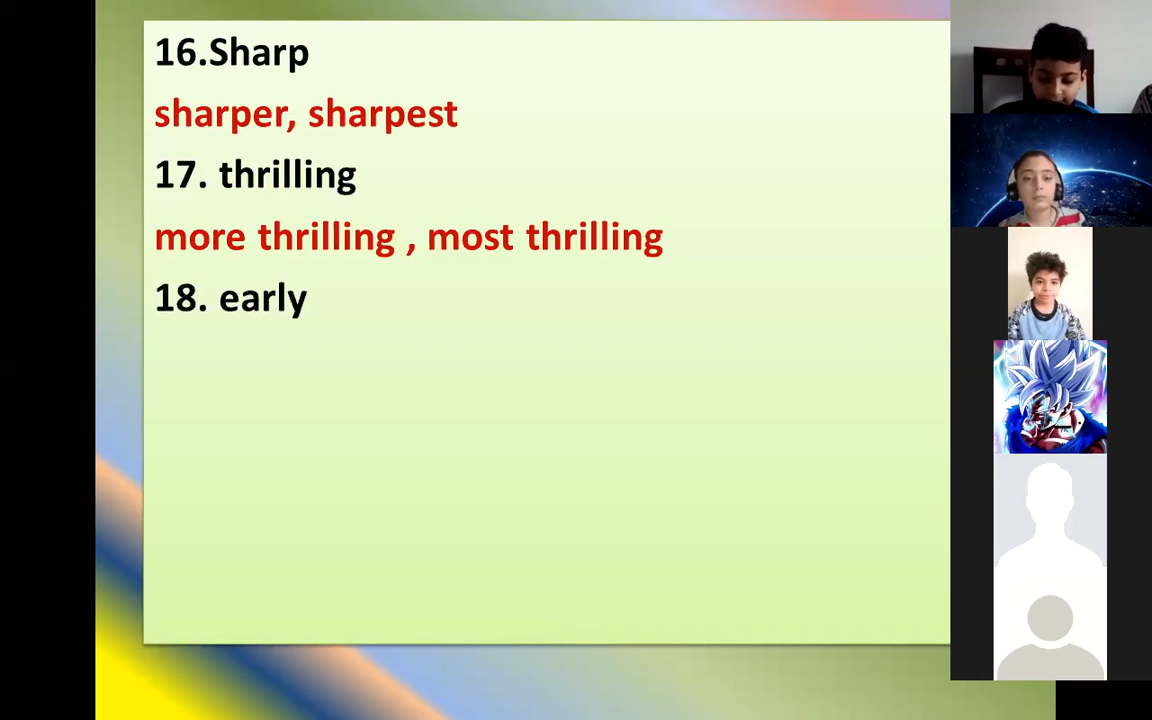 16.Sharp
sharper, sharpest
17. thrilling
more thrilling , most thrilling
18. early